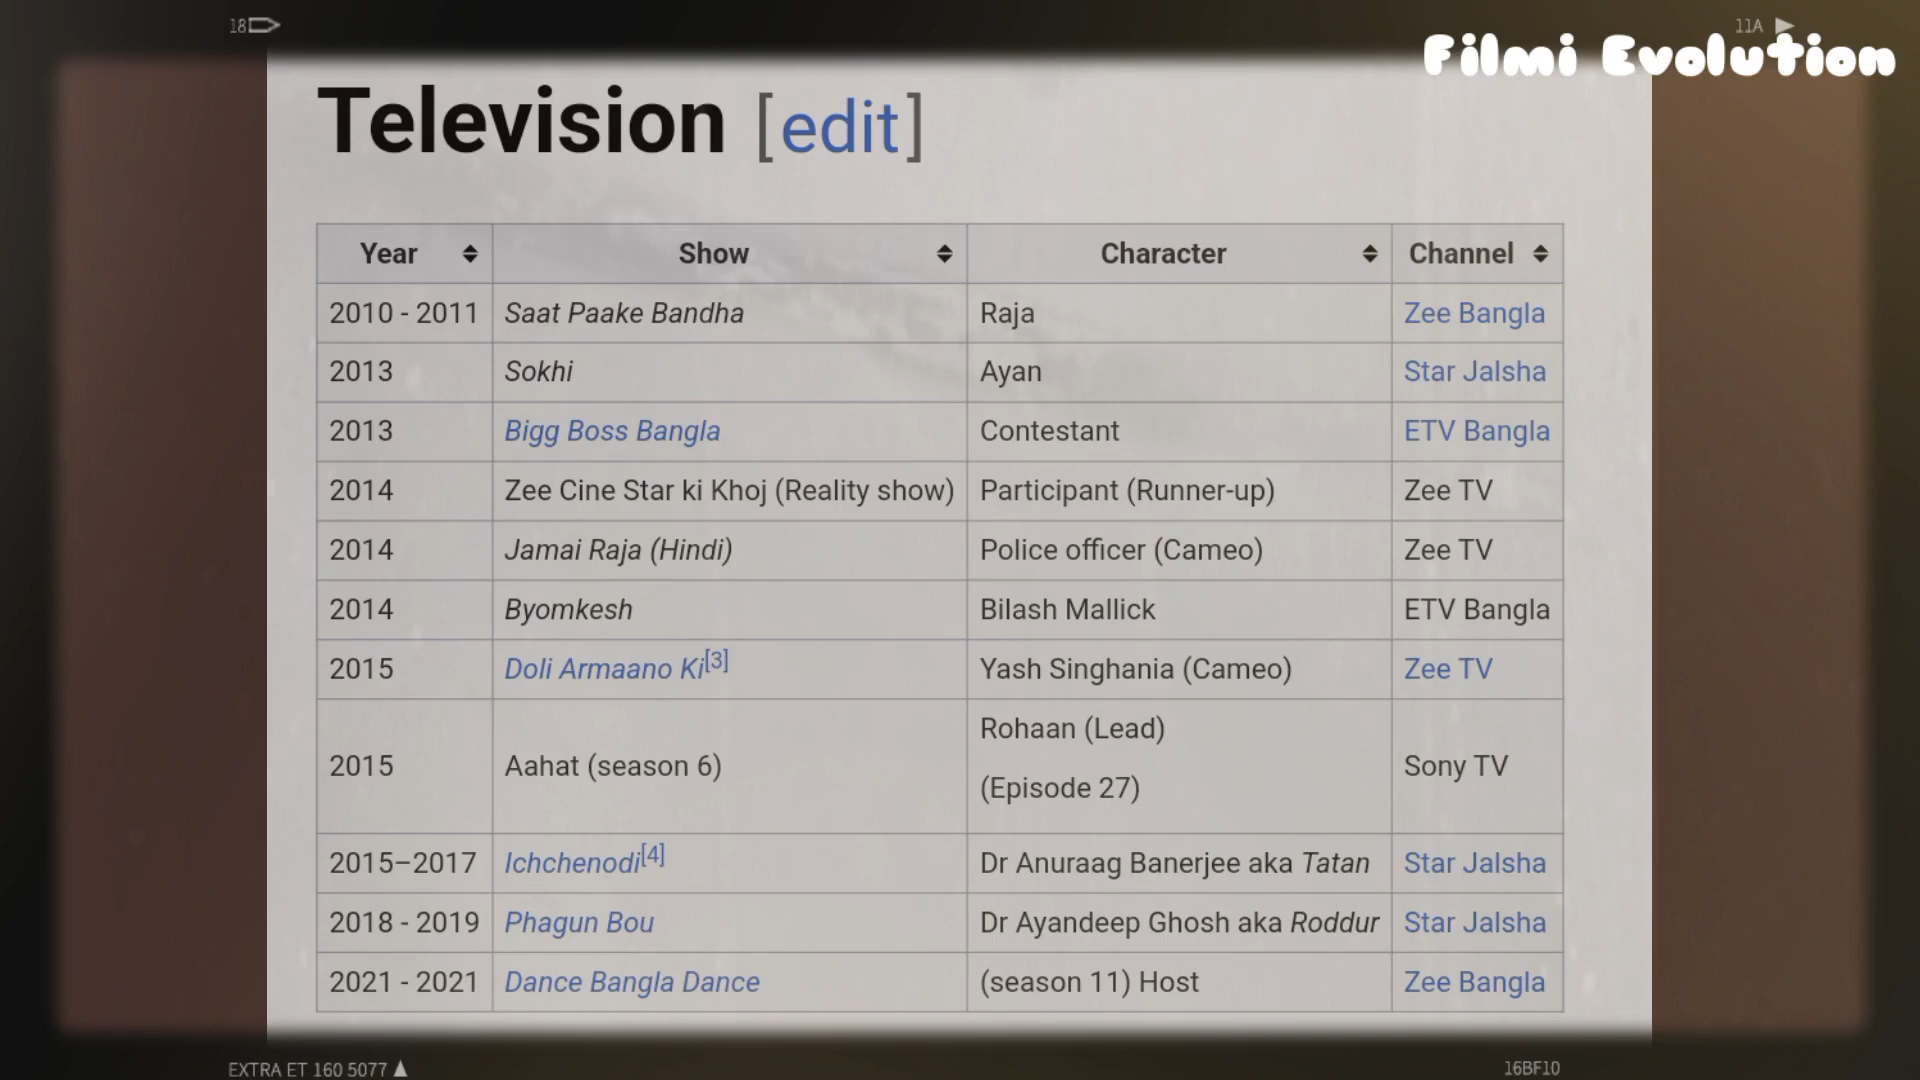 18
11A
Filmi Evolution
Television [edit]
Year Show Character Channel
2010 - 2011 Saat Paake Bandha Raja Zee Bangla
2013 Sokhi Ayan Star Jalsha
2013 Bigg Boss Bangla Contestant ETV Bangla
2014 Zee Cine Star ki Khoj (Reality show) Participant (Runner-up) Zee TV
2014 Jamai Raja (Hindi) Police officer (Cameo) Zee TV
2014 Byomkesh Bilash Mallick ETV Bangla
2015 Doli Armaano Ki[3] Yash Singhania (Cameo) Zee TV
2015 Aahat (season 6) Rohaan (Lead)
(Episode 27) Sony TV
2015–2017 Ichchenodi[4] Dr Anuraag Banerjee aka Tatan Star Jalsha
2018 - 2019 Phagun Bou Dr Ayandeep Ghosh aka Roddur Star Jalsha
2021 - 2021 Dance Bangla Dance (season 11) Host Zee Bangla
EXTRA ET 160 5077
16BF10